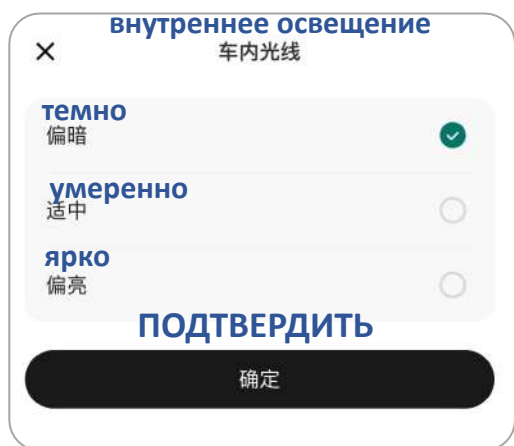 внутреннее освещение
车内光线
темно
偏暗
умеренно
适中
ярко
偏亮
ПОДТВЕРДИТЬ
确定